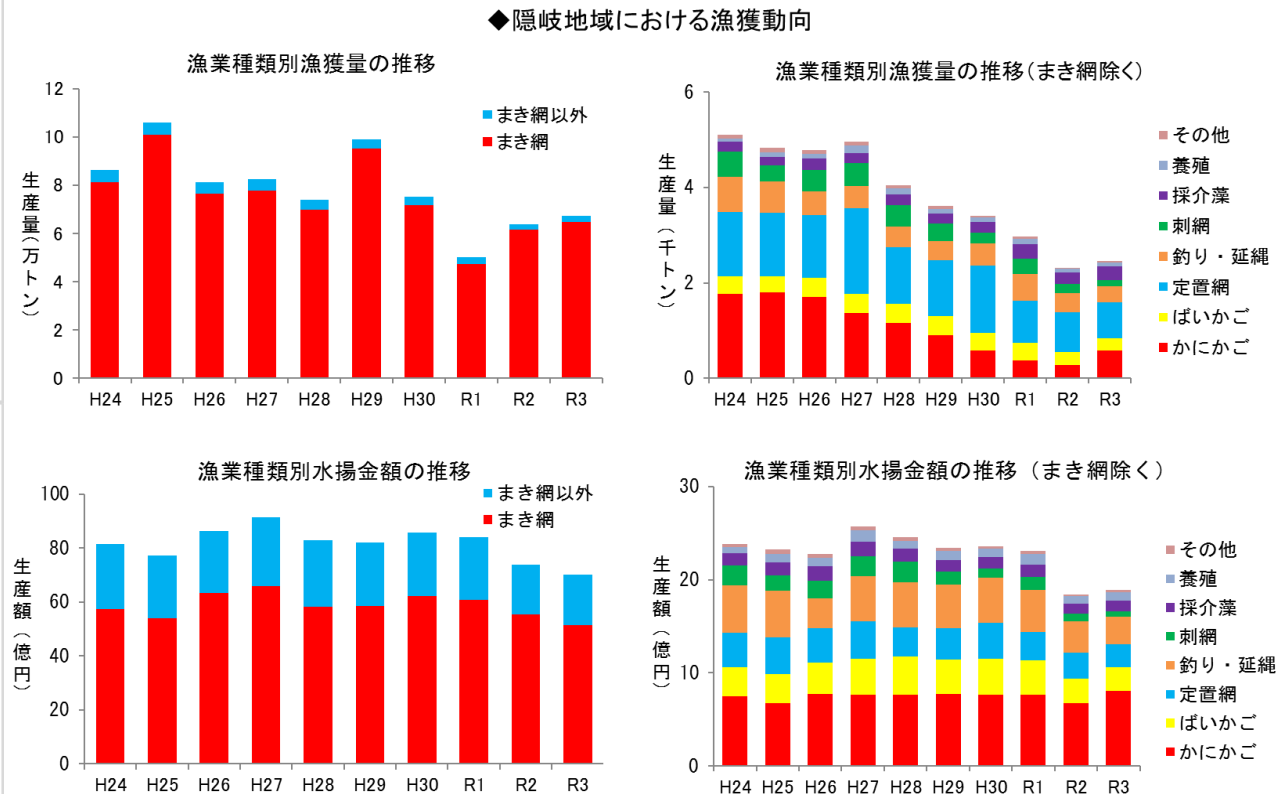 ◆隠岐地域における漁獲動向
漁業種類別漁獲量の推移
生産量(万トン)
12
10
8
6
4
2
0
まき網以外
まき網
H24 H25 H26 H27 H28 H29 H30 R1 R2 R3
漁業種類別漁獲量の推移(まき網除く)
生産量(千トン)
6
4
2
0
その他
養殖
採介藻
刺網
釣り・延縄
定置網
ばいかご
かにかご
H24 H25 H26 H27 H28 H29 H30 R1 R2 R3
漁業種類別水揚金額の推移
生産額(億円)
100
80
60
40
20
0
まき網以外
まき網
H24 H25 H26 H27 H28 H29 H30 R1 R2 R3
漁業種類別水揚金額の推移(まき網除く)
生産額(億円)
30
20
10
0
その他
養殖
採介藻
刺網
釣り・延縄
定置網
ばいかご
かにかご
H24 H25 H26 H27 H28 H29 H30 R1 R2 R3